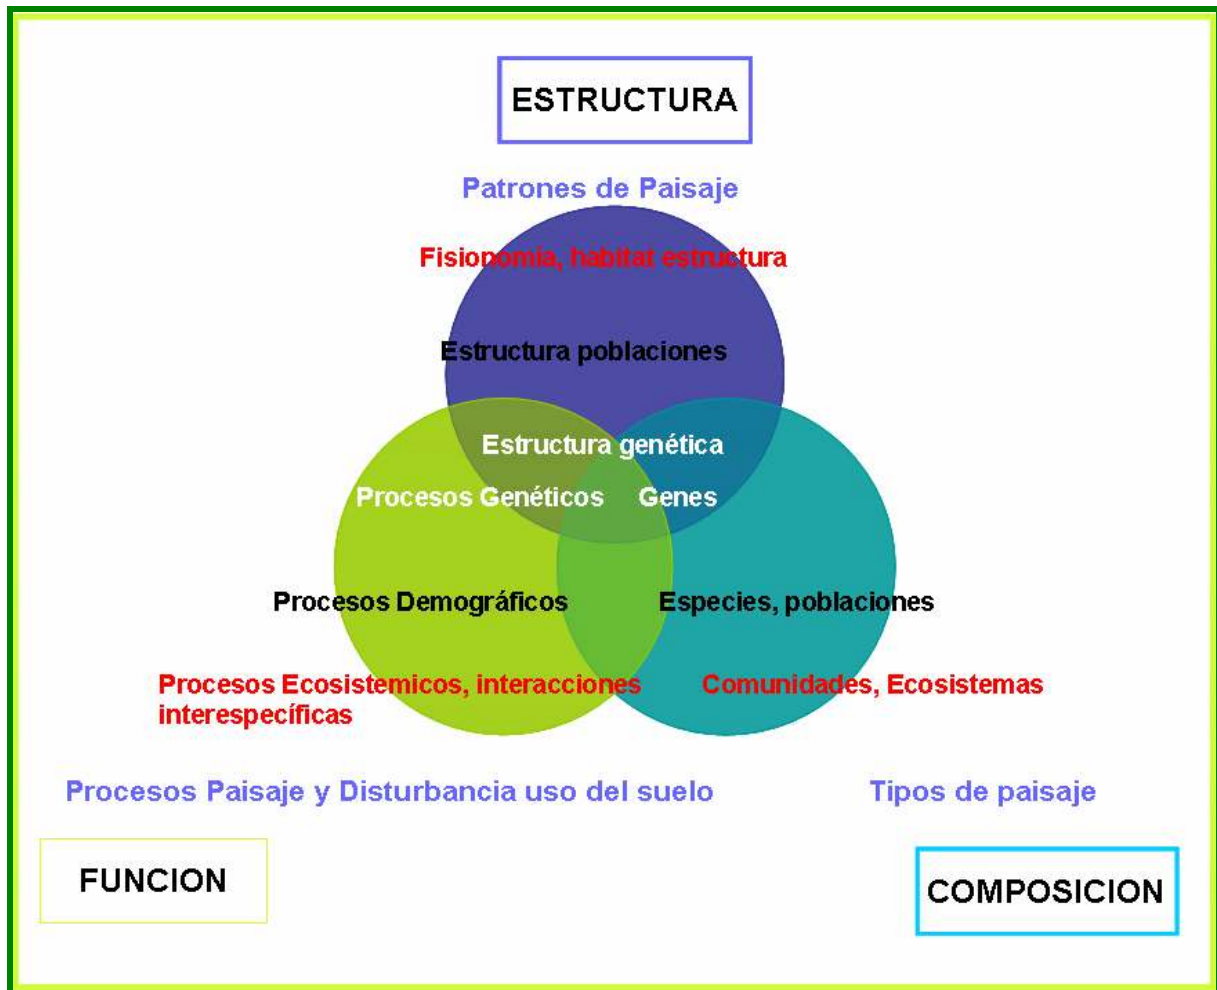 ESTRUCTURA
Patrones de Paisaje
Fisionomía, habitat estructura
Estructura poblaciones
Estructura genética
Procesos Genéticos
Genes
Procesos Demográficos
Especies, poblaciones
Procesos Ecosistemicos, interacciones
interespecíficas
Comunidades, Ecosistemas
Procesos Paisaje y Disturbancia uso del suelo
Tipos de paisaje
FUNCION
COMPOSICION